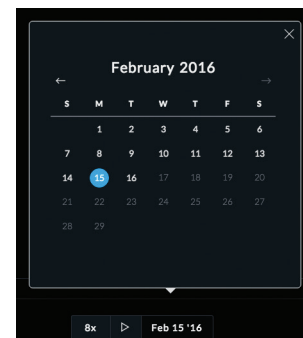 February 2016
S M T W T F S
1 2 3 4 5 6
7 8 9 10 11 12 13
14 15 16 17 18 19 20
21 22 23 24 25 26 27
28 29
8x Feb 15 '16